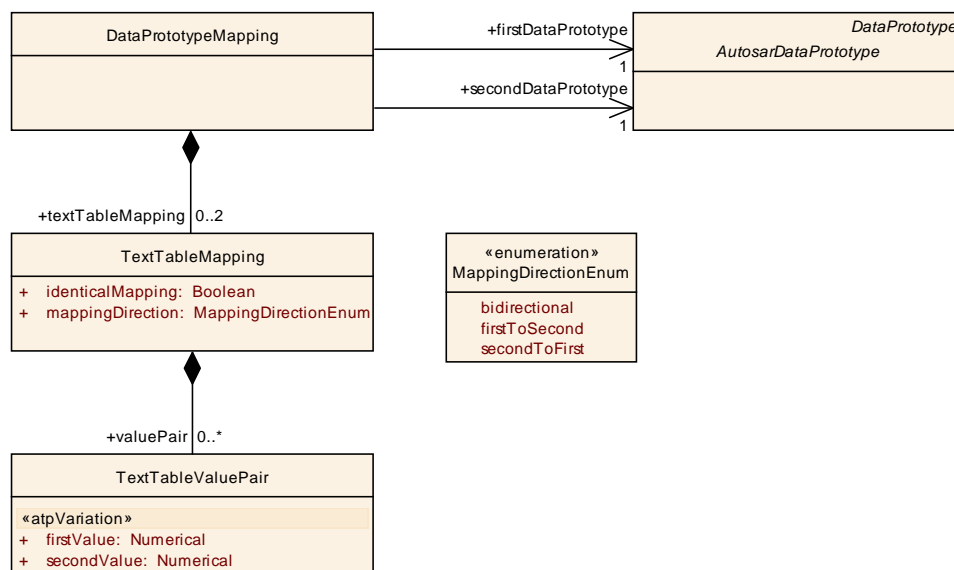 DataPrototypeMapping
+firstDataPrototype
1
+secondDataPrototype
1
DataPrototype
AutosarDataPrototype
+textTableMapping 0..2
TextTableMapping
+ identicalMapping: Boolean
+ mappingDirection: MappingDirectionEnum
«enumeration»
MappingDirectionEnum
bidirectional
firstToSecond
secondToFirst
+valuePair 0..*
TextTableValuePair
«atpVariation»
+ firstValue: Numerical
+ secondValue: Numerical